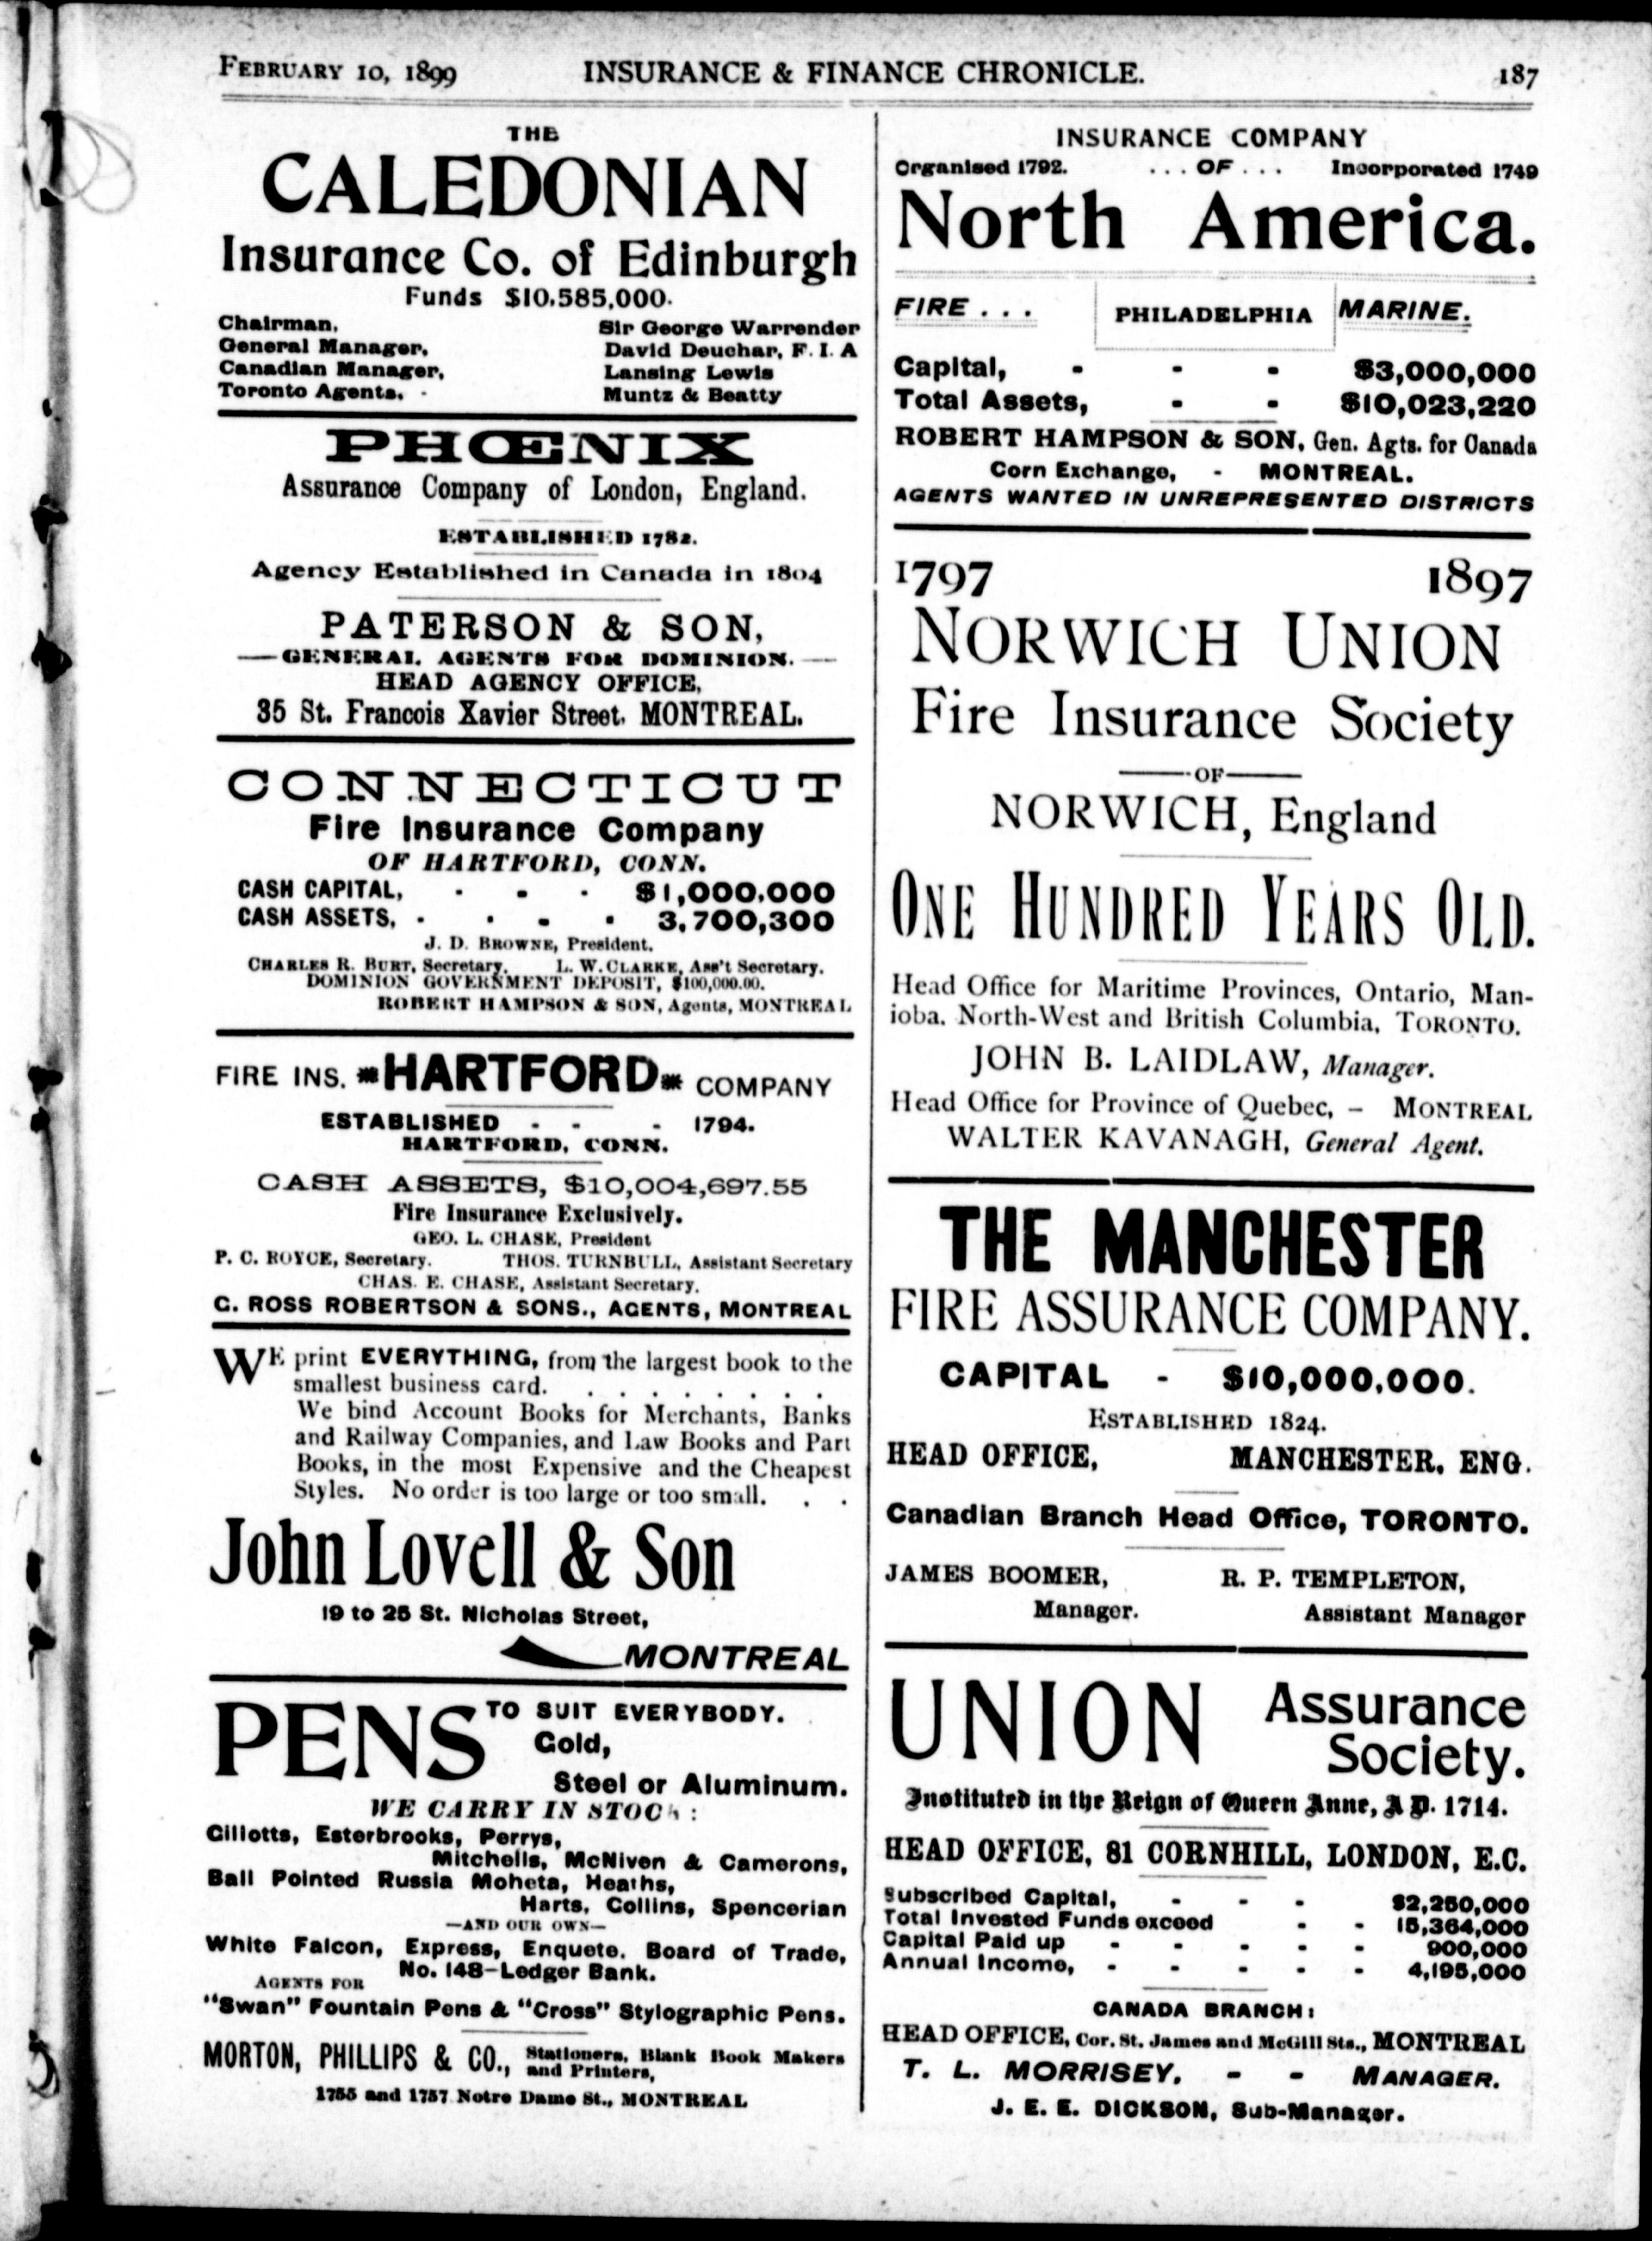 FEBRUARY 10, 1899 INSURANCE & FINANCE CHRONICLE. 187
THE
CALEDONIAN
Insurance Co. of Edinburgh
Funds $10,585,000.
Chairman, Sir George Warrender
General Manager, David Deuchar, F. I. A
Canadian Manager, Lansing Lewis
Toronto Agents, - Muntz & Beatty
PHŒNIX
Assurance Company of London, England.
ESTABLISHED 1782.
Agency Established in Canada in 1804
PATERSON & SON,
—GENERAL AGENTS FOR DOMINION.—
HEAD AGENCY OFFICE,
35 St. Francois Xavier Street, MONTREAL.
CONNECTICUT
Fire Insurance Company
OF HARTFORD, CONN.
CASH CAPITAL, - - - $1,000,000
CASH ASSETS, - - - - 3,700,300
J. D. BROWNE, President.
CHARLES R. BURT, Secretary. L. W. CLARKE, Ass't Secretary.
DOMINION GOVERNMENT DEPOSIT, $100,000.00.
ROBERT HAMPSON & SON, Agents, MONTREAL
FIRE INS. * HARTFORD * COMPANY
ESTABLISHED - - - 1794.
HARTFORD, CONN.
CASH ASSETS, $10,004,697.55
Fire Insurance Exclusively.
GEO. L. CHASE, President
P. C. ROYCE, Secretary. THOS. TURNBULL, Assistant Secretary
CHAS. E. CHASE, Assistant Secretary.
C. ROSS ROBERTSON & SONS., AGENTS, MONTREAL
WE print EVERYTHING, from the largest book to the
smallest business card. . . . . . . . .
We bind Account Books for Merchants, Banks
and Railway Companies, and Law Books and Part
Books, in the most Expensive and the Cheapest
Styles. No order is too large or too small. . .
John Lovell & Son
19 to 25 St. Nicholas Street,
MONTREAL
PENS TO SUIT EVERYBODY.
Gold,
Steel or Aluminum.
WE CARRY IN STOCK :
Gillotts, Esterbrooks, Perrys,
Mitchells, McNiven & Camerons,
Ball Pointed Russia Moheta, Heaths,
Harts, Collins, Spencerian
—AND OUR OWN—
White Falcon, Express, Enquete, Board of Trade,
No. 148-Ledger Bank.
AGENTS FOR
"Swan" Fountain Pens & "Cross" Stylographic Pens.
MORTON, PHILLIPS & CO., Stationers, Blank Book Makers
and Printers,
1755 and 1757 Notre Dame St., MONTREAL
INSURANCE COMPANY
Organised 1792. . . . OF . . . Incorporated 1749
North America.
FIRE . . . PHILADELPHIA MARINE.
Capital, - - - $3,000,000
Total Assets, - - $10,023,220
ROBERT HAMPSON & SON, Gen. Agts. for Canada
Corn Exchange, - MONTREAL.
AGENTS WANTED IN UNREPRESENTED DISTRICTS
1797 1897
NORWICH UNION
Fire Insurance Society
—OF—
NORWICH, England
ONE HUNDRED YEARS OLD.
Head Office for Maritime Provinces, Ontario, Man-
ioba, North-West and British Columbia, TORONTO.
JOHN B. LAIDLAW, Manager.
Head Office for Province of Quebec, – MONTREAL
WALTER KAVANAGH, General Agent.
THE MANCHESTER
FIRE ASSURANCE COMPANY.
CAPITAL - $10,000,000.
ESTABLISHED 1824.
HEAD OFFICE, MANCHESTER, ENG.
Canadian Branch Head Office, TORONTO.
JAMES BOOMER, R. P. TEMPLETON,
Manager. Assistant Manager
UNION Assurance
Society.
Instituted in the Reign of Queen Anne, A D. 1714.
HEAD OFFICE, 81 CORNHILL, LONDON, E.C.
Subscribed Capital, - - - $2,250,000
Total Invested Funds exceed - - 15,364,000
Capital Paid up - - - - - 900,000
Annual Income, - - - - - 4,195,000
CANADA BRANCH:
HEAD OFFICE, Cor. St. James and McGill Sts., MONTREAL
T. L. MORRISEY, - - MANAGER.
J. E. E. DICKSON, Sub-Manager.